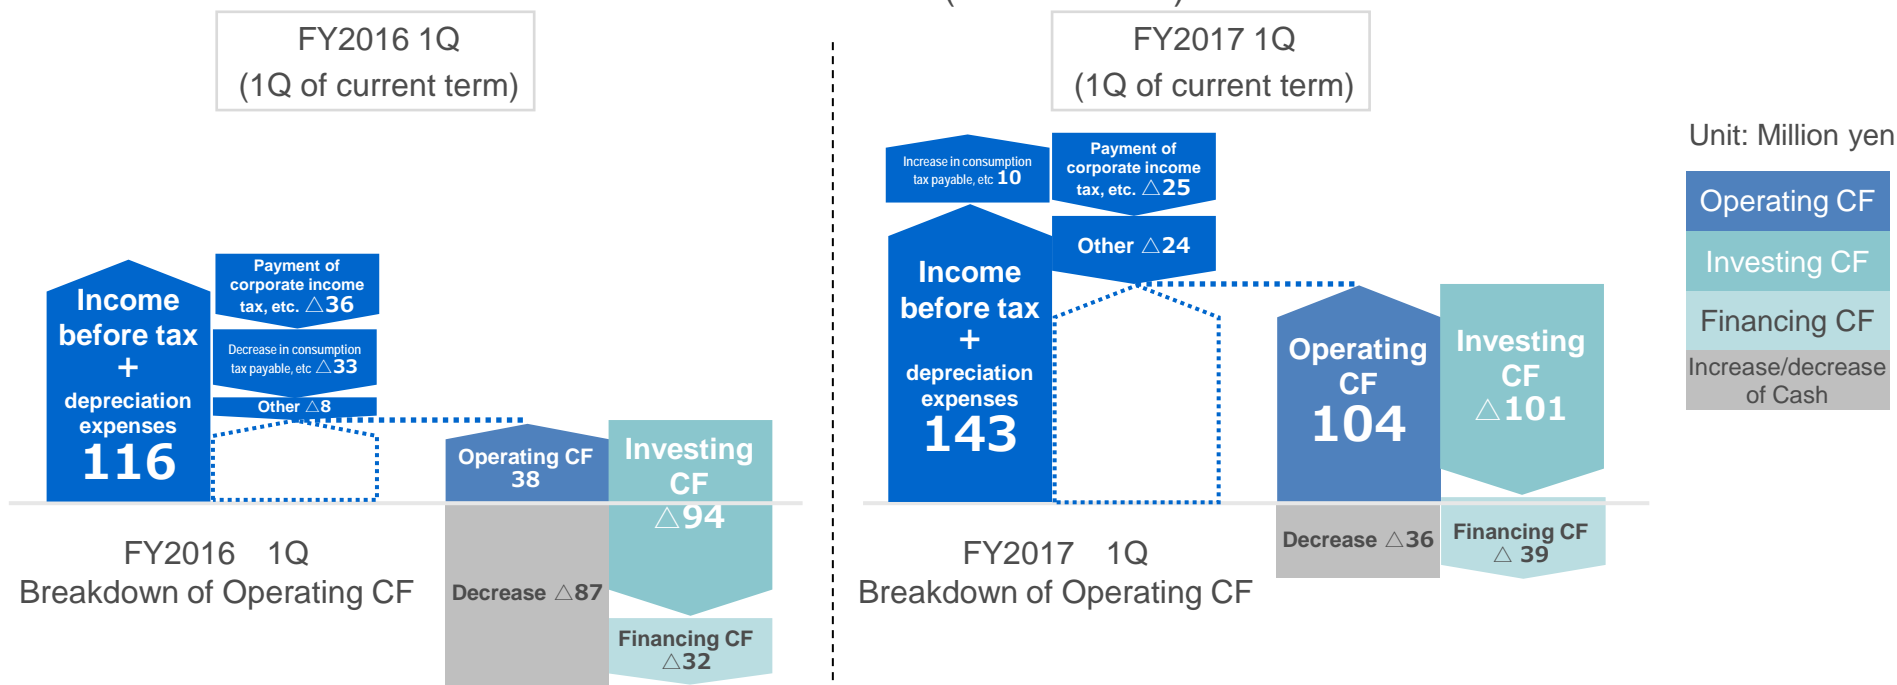 FY2016 1Q
(1Q of current term)
Income
before tax
+
depreciation
expenses
116
Payment of
corporate income
tax, etc. △36
Decrease in consumption
tax payable, etc △33
Other △8
Operating CF
38
Investing
CF
△94
Decrease △87
Financing CF
△32
FY2016 1Q
Breakdown of Operating CF
FY2017 1Q
(1Q of current term)
Increase in consumption
tax payable, etc 10
Payment of
corporate income
tax, etc. △25
Other △24
Income
before tax
+
depreciation
expenses
143
Operating
CF
104
Investing
CF
△101
Decrease △36
Financing CF
△ 39
FY2017 1Q
Breakdown of Operating CF
Unit: Million yen
Operating CF
Investing CF
Financing CF
Increase/decrease
of Cash